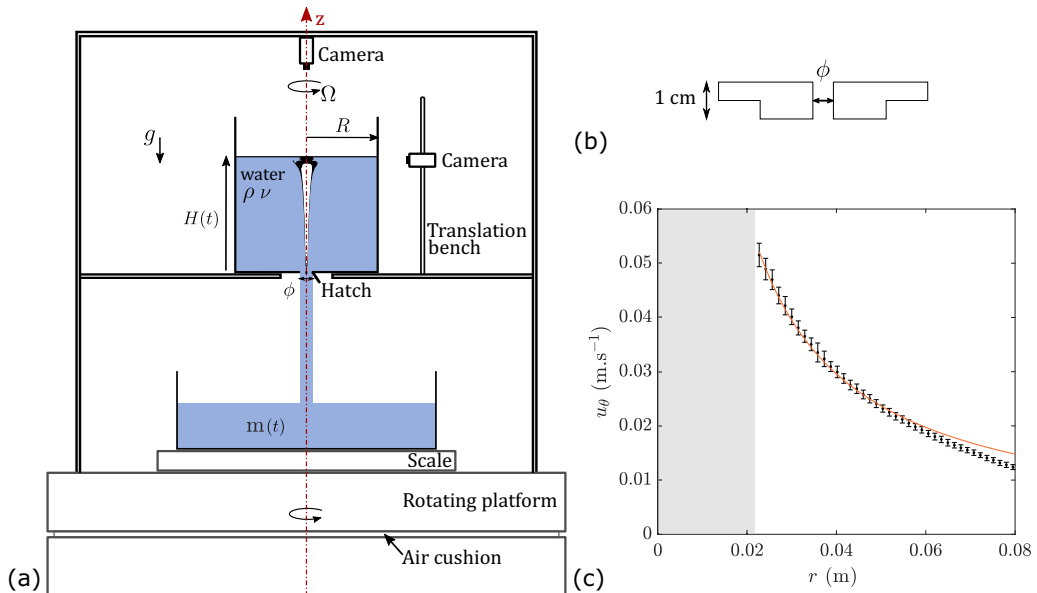 z
Camera
Ω
g
R
water
ρ ν
Camera
H(t)
Translation
bench
ϕ
Hatch
m(t)
Scale
Rotating platform
Air cushion
(a)
ϕ
1 cm
(b)
0.06
0.05
0.04
0.03
0.02
0.01
0
uθ (m.s⁻¹)
0 0.02 0.04 0.06 0.08
r (m)
(c)